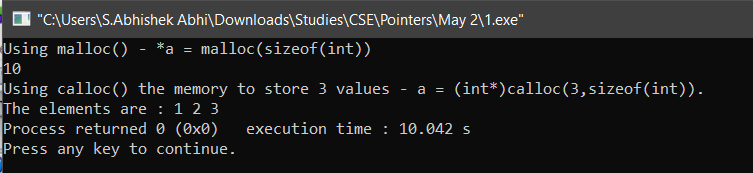 "C:\Users\S.Abhishek Abhi\Downloads\Studies\CSE\Pointers\May 2\1.exe"
Using malloc() - *a = malloc(sizeof(int))
10
Using calloc() the memory to store 3 values - a = (int*)calloc(3,sizeof(int)).
The elements are : 1 2 3
Process returned 0 (0x0)   execution time : 10.042 s
Press any key to continue.